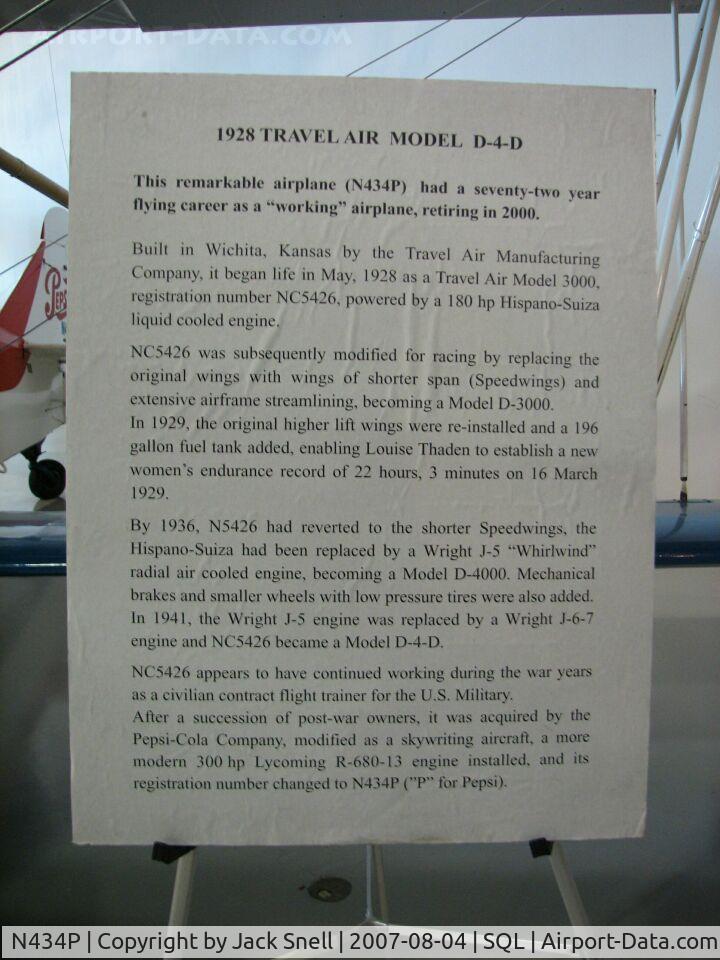 AIRPORT-DATA.COM
1928 TRAVEL AIR MODEL D-4-D
This remarkable airplane (N434P) had a seventy-two year
flying career as a “working” airplane, retiring in 2000.
Built in Wichita, Kansas by the Travel Air Manufacturing
Company, it began life in May, 1928 as a Travel Air Model 3000,
registration number NC5426, powered by a 180 hp Hispano-Suiza
liquid cooled engine.
NC5426 was subsequently modified for racing by replacing the
original wings with wings of shorter span (Speedwings) and
extensive airframe streamlining, becoming a Model D-3000.
In 1929, the original higher lift wings were re-installed and a 196
gallon fuel tank added, enabling Louise Thaden to establish a new
women’s endurance record of 22 hours, 3 minutes on 16 March
1929.
By 1936, N5426 had reverted to the shorter Speedwings, the
Hispano-Suiza had been replaced by a Wright J-5 “Whirlwind”
radial air cooled engine, becoming a Model D-4000. Mechanical
brakes and smaller wheels with low pressure tires were also added.
In 1941, the Wright J-5 engine was replaced by a Wright J-6-7
engine and NC5426 became a Model D-4-D.
NC5426 appears to have continued working during the war years
as a civilian contract flight trainer for the U.S. Military.
After a succession of post-war owners, it was acquired by the
Pepsi-Cola Company, modified as a skywriting aircraft, a more
modern 300 hp Lycoming R-680-13 engine installed, and its
registration number changed to N434P (”P” for Pepsi).
N434P | Copyright by Jack Snell | 2007-08-04 | SQL | Airport-Data.com